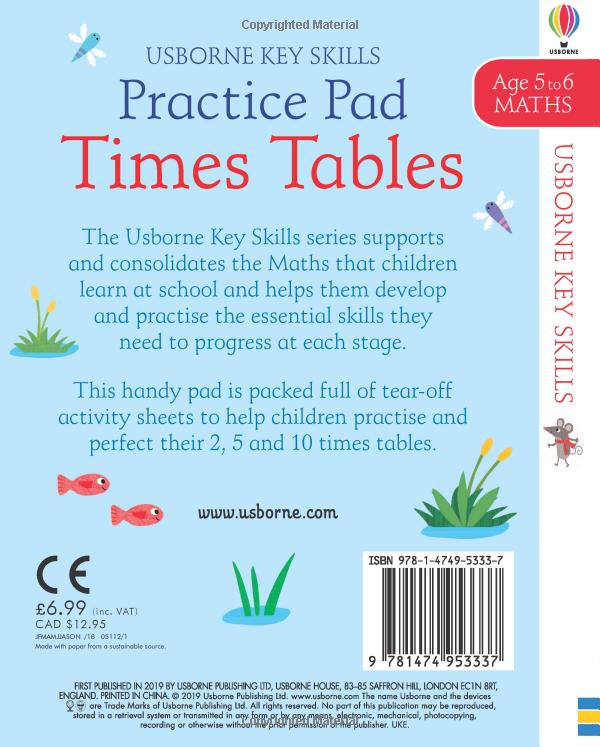 Copyrighted Material
USBORNE
USBORNE KEY SKILLS
Practice Pad
Times Tables
Age 5 to 6
MATHS
USBORNE KEY SKILLS
The Usborne Key Skills series supports
and consolidates the Maths that children
learn at school and helps them develop
and practise the essential skills they
need to progress at each stage.
This handy pad is packed full of tear-off
activity sheets to help children practise and
perfect their 2, 5 and 10 times tables.
www.usborne.com
CE
£6.99 (inc. VAT)
CAD $12.95
JFMAMJJASON /18 05112/1
Made with paper from a sustainable source.
ISBN 978-1-4749-5333-7
9 781474 953337
FIRST PUBLISHED IN 2019 BY USBORNE PUBLISHING LTD, USBORNE HOUSE, 83–85 SAFFRON HILL, LONDON EC1N 8RT,
ENGLAND. PRINTED IN CHINA. © 2019 Usborne Publishing Ltd. www.usborne.com The name Usborne and the devices
are Trade Marks of Usborne Publishing Ltd. All rights reserved. No part of this publication may be reproduced,
stored in a retrieval system or transmitted in any form or by any means, electronic, mechanical, photocopying,
recording or otherwise without the prior permission of the publisher. UKE.
Copyrighted Material